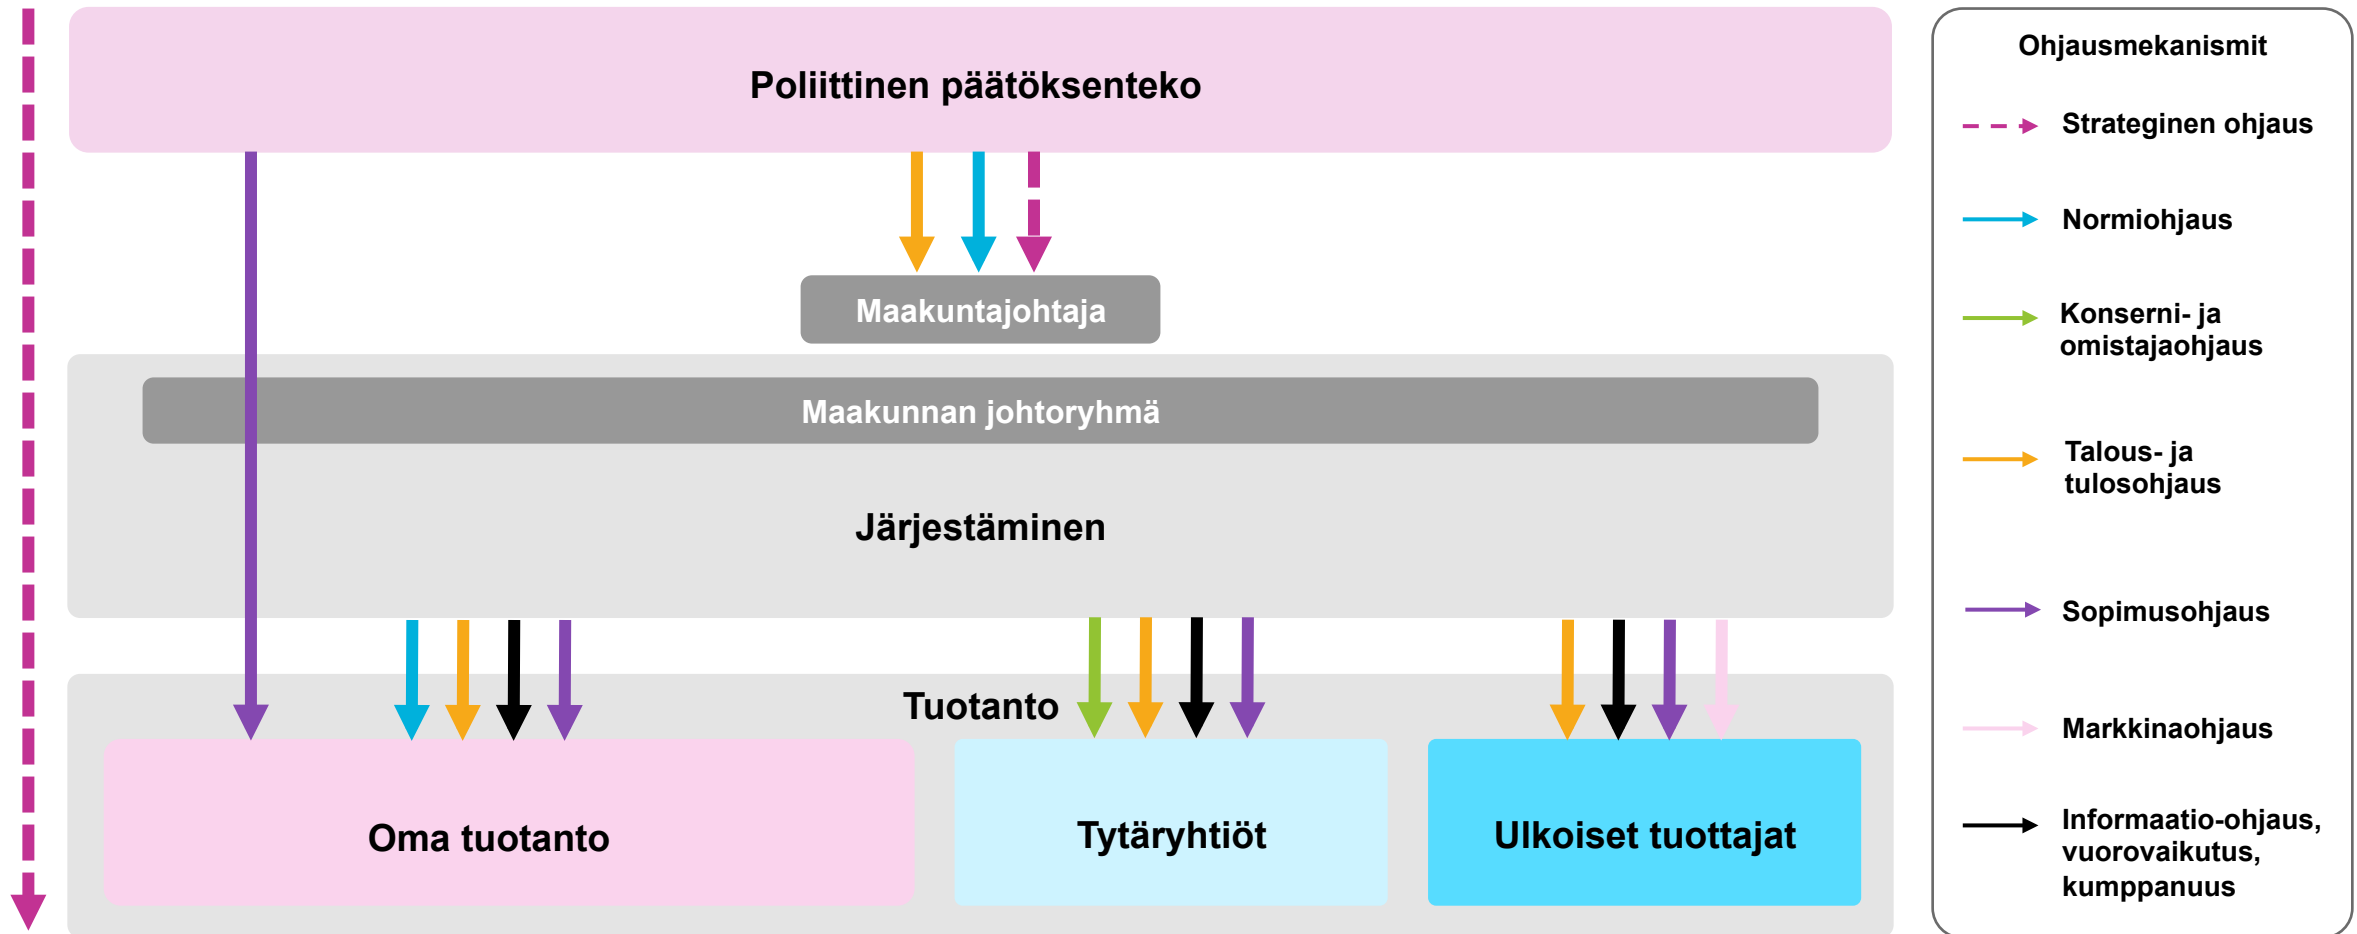 Poliittinen päätöksenteko
Maakuntajohtaja
Maakunnan johtoryhmä
Järjestäminen
Tuotanto
Oma tuotanto
Tytäryhtiöt
Ulkoiset tuottajat
Ohjausmekanismit
Strateginen ohjaus
Normiohjaus
Konserni- ja
omistajaohjaus
Talous- ja
tulosohjaus
Sopimusohjaus
Markkinaohjaus
Informaatio-ohjaus,
vuorovaikutus,
kumppanuus